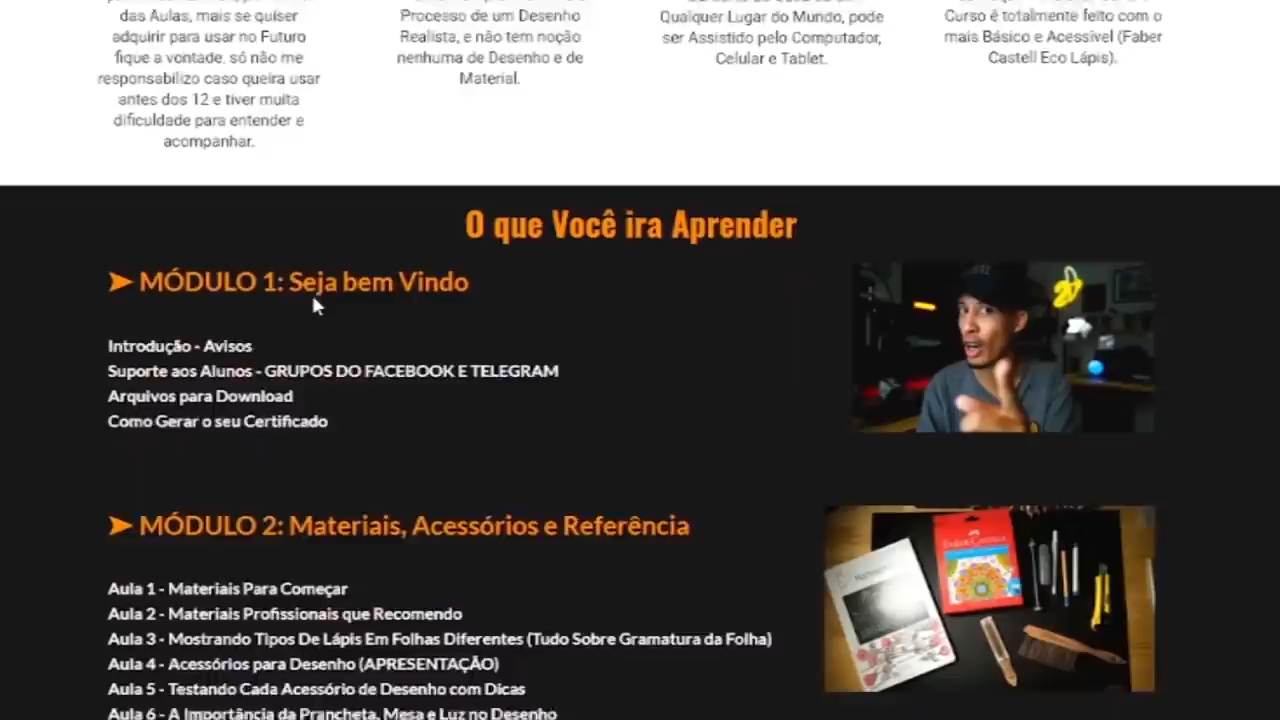 das Aulas, mais se quiser
adquirir para usar no Futuro
fique a vontade. só não me
responsabilizo caso queira usar
antes dos 12 e tiver muita
dificuldade para entender e
acompanhar.
Processo de um Desenho
Realista, e não tem noção
nenhuma de Desenho e de
Material.
Qualquer Lugar do Mundo, pode
ser Assistido pelo Computador,
Celular e Tablet.
Curso é totalmente feito com o
mais Básico e Acessível (Faber
Castell Eco Lápis).
O que Você ira Aprender
➤ MÓDULO 1: Seja bem Vindo
Introdução - Avisos
Suporte aos Alunos - GRUPOS DO FACEBOOK E TELEGRAM
Arquivos para Download
Como Gerar o seu Certificado
➤ MÓDULO 2: Materiais, Acessórios e Referência
Aula 1 - Materiais Para Começar
Aula 2 - Materiais Profissionais que Recomendo
Aula 3 - Mostrando Tipos De Lápis Em Folhas Diferentes (Tudo Sobre Gramatura da Folha)
Aula 4 - Acessórios para Desenho (APRESENTAÇÃO)
Aula 5 - Testando Cada Acessório de Desenho com Dicas
Aula 6 - A Importância da Prancheta, Mesa e Luz no Desenho
FABER-CASTELL